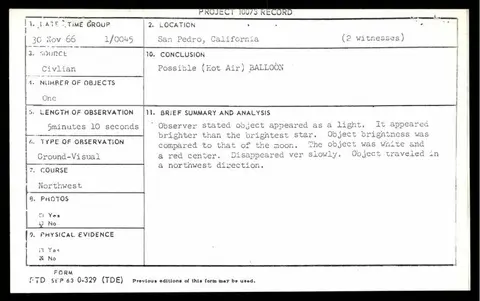 PROJECT 10073 RECORD
1. DATE - TIME GROUP
30 Nov 66 1/0045
2. LOCATION
San Pedro, California (2 witnesses)
3. SOURCE
Civlian
10. CONCLUSION
Possible (Hot Air) BALLOON
4. NUMBER OF OBJECTS
One
5. LENGTH OF OBSERVATION
5minutes 10 seconds
11. BRIEF SUMMARY AND ANALYSIS
Observer stated object appeared as a light. It appeared
brighter than the brightest star. Object brightness was
compared to that of the moon. The object was white and
a red center. Disappeared ver slowly. Object traveled in
a northwest direction.
6. TYPE OF OBSERVATION
Ground-Visual
7. COURSE
Northwest
8. PHOTOS
□ Yes
No
9. PHYSICAL EVIDENCE
□ Yes
X No
FORM
FTD SEP 63 0-329 (TDE) Previous editions of this form may be used.